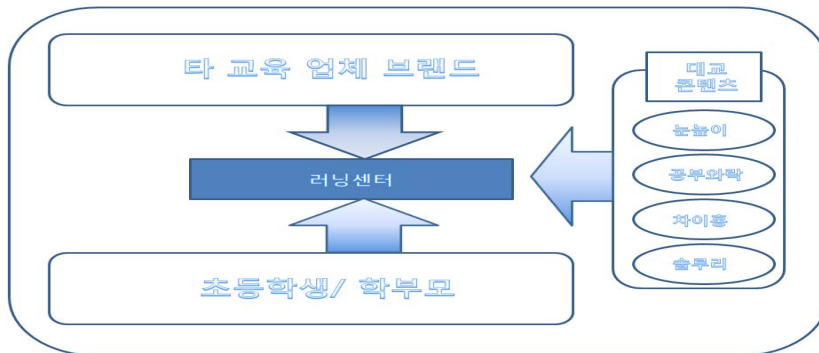 타 교육 업체 브랜드
대교
콘텐츠
눈높이
공부와락
차이홍
솔루리
러닝센터
초등학생/ 학부모